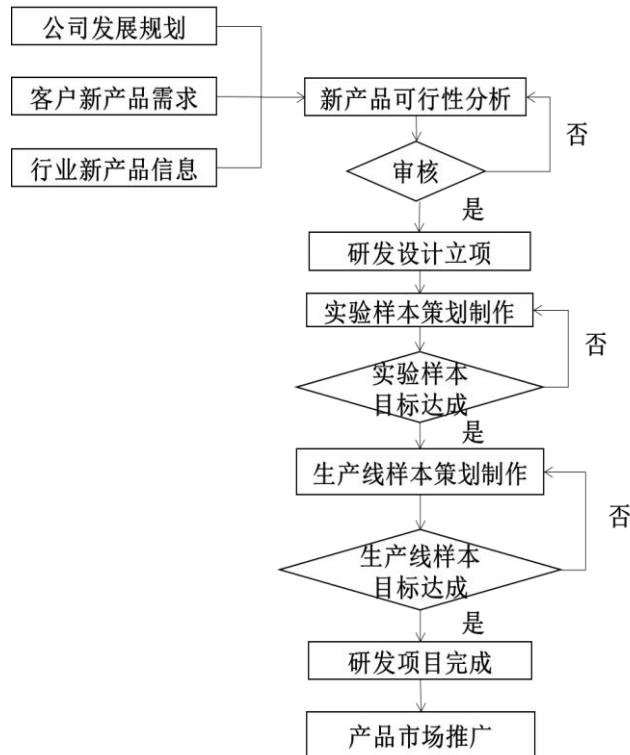 公司发展规划
客户新产品需求
新产品可行性分析
否
行业新产品信息
审核
是
研发设计立项
实验样本策划制作
否
实验样本
目标达成
是
生产线样本策划制作
否
生产线样本
目标达成
是
研发项目完成
产品市场推广